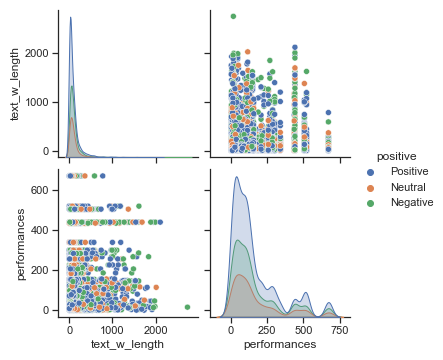 text_w_length
2000
1000
0
positive
Positive
Neutral
Negative
performances
600
400
200
0
0 1000 2000
text_w_length
0 250 500 750
performances